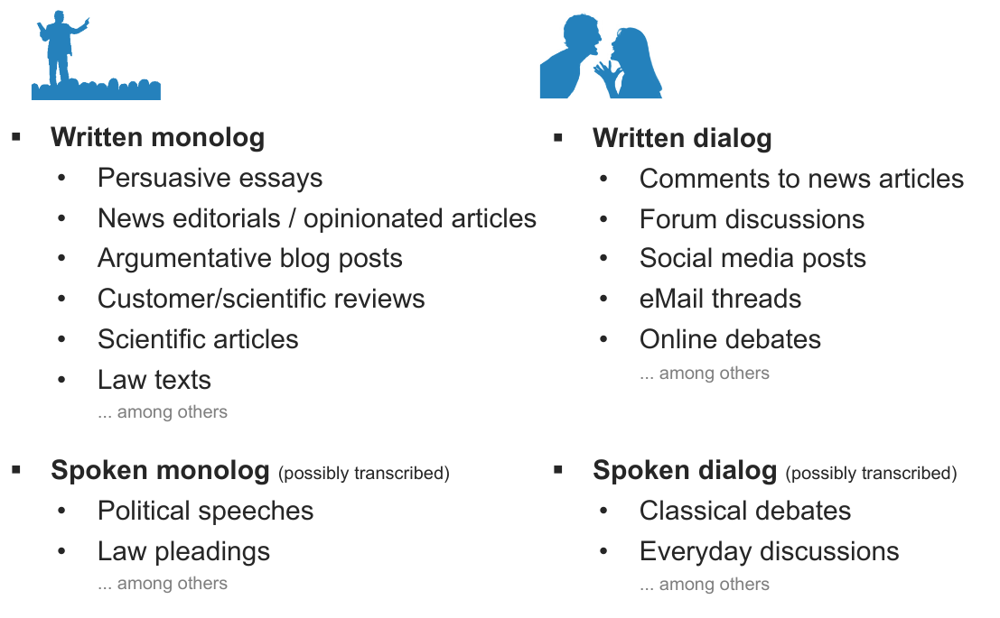 ▪ Written monolog
• Persuasive essays
• News editorials / opinionated articles
• Argumentative blog posts
• Customer/scientific reviews
• Scientific articles
• Law texts
... among others
▪ Spoken monolog (possibly transcribed)
• Political speeches
• Law pleadings
... among others
▪ Written dialog
• Comments to news articles
• Forum discussions
• Social media posts
• eMail threads
• Online debates
... among others
▪ Spoken dialog (possibly transcribed)
• Classical debates
• Everyday discussions
... among others